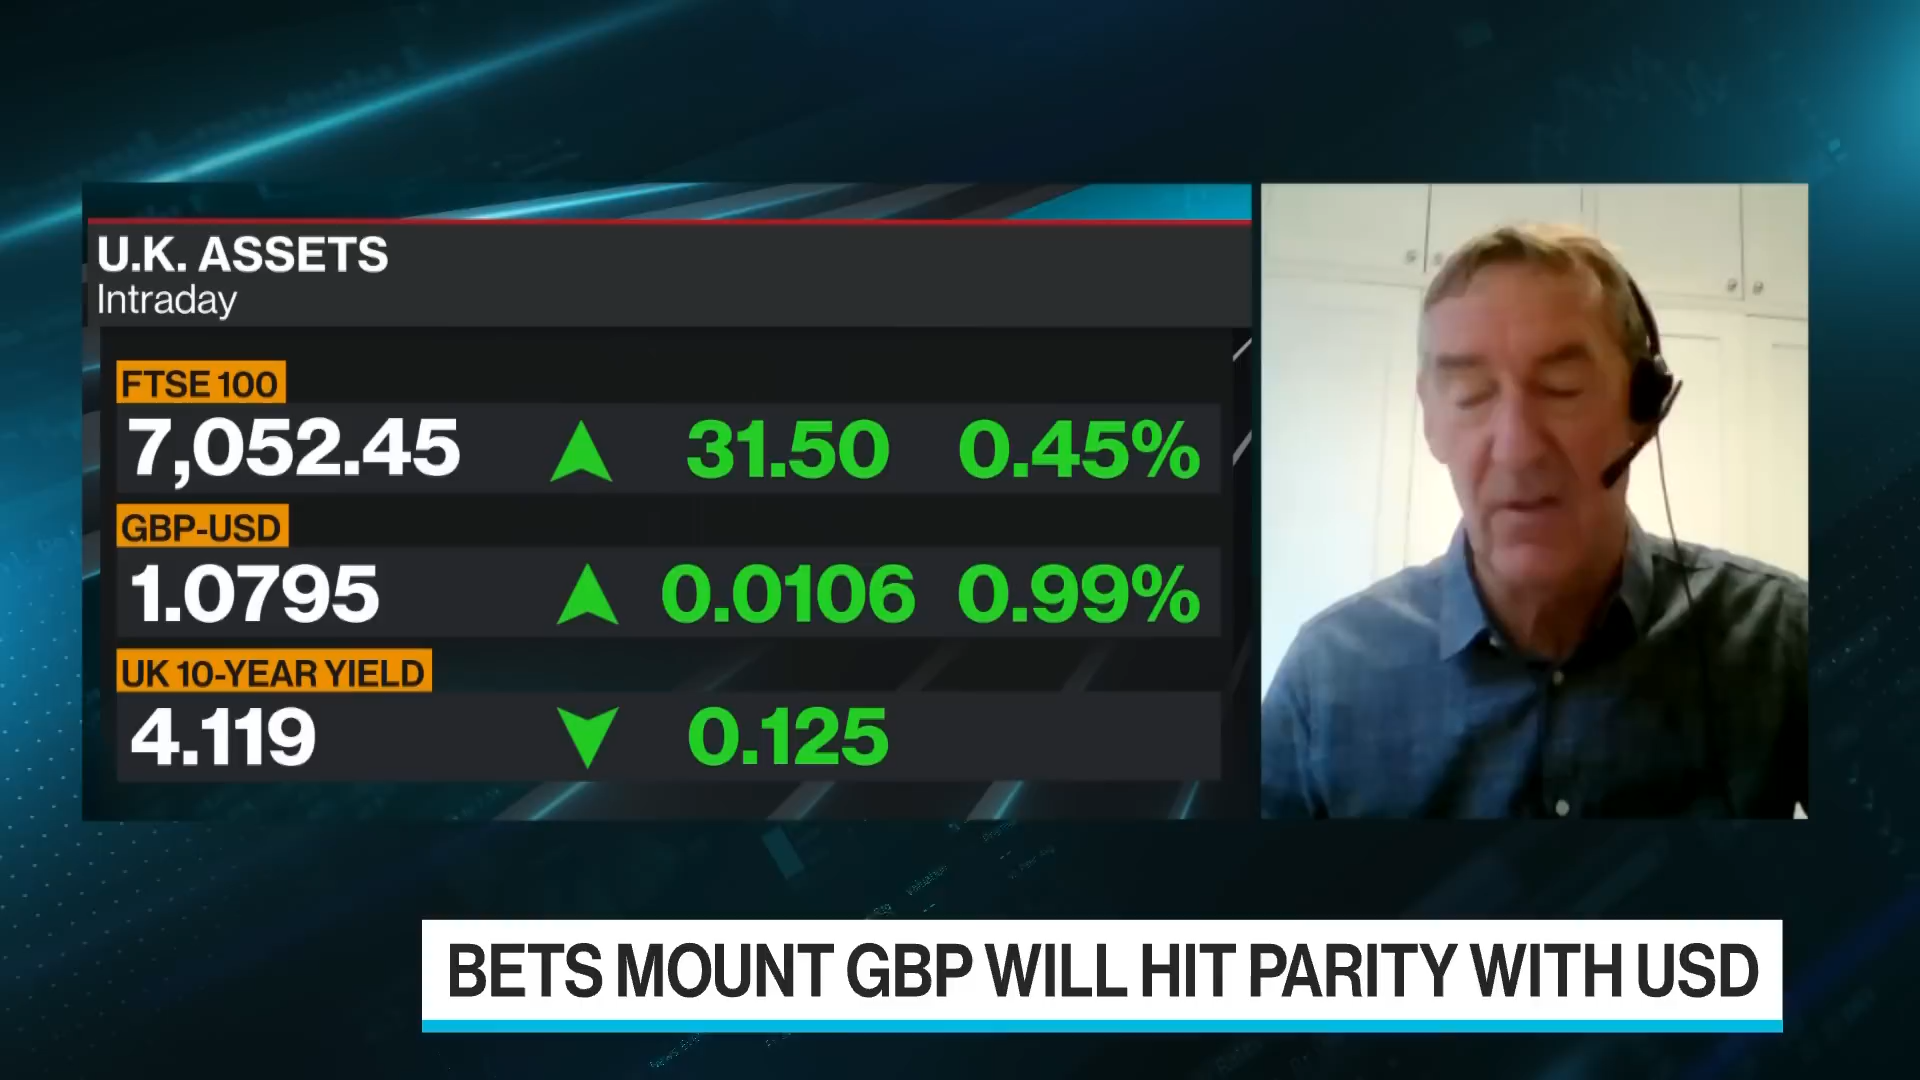 U.K. ASSETS
Intraday
FTSE 100
7,052.45 ▲ 31.50 0.45%
GBP-USD
1.0795 ▲ 0.0106 0.99%
UK 10-YEAR YIELD
4.119 ▼ 0.125
BETS MOUNT GBP WILL HIT PARITY WITH USD